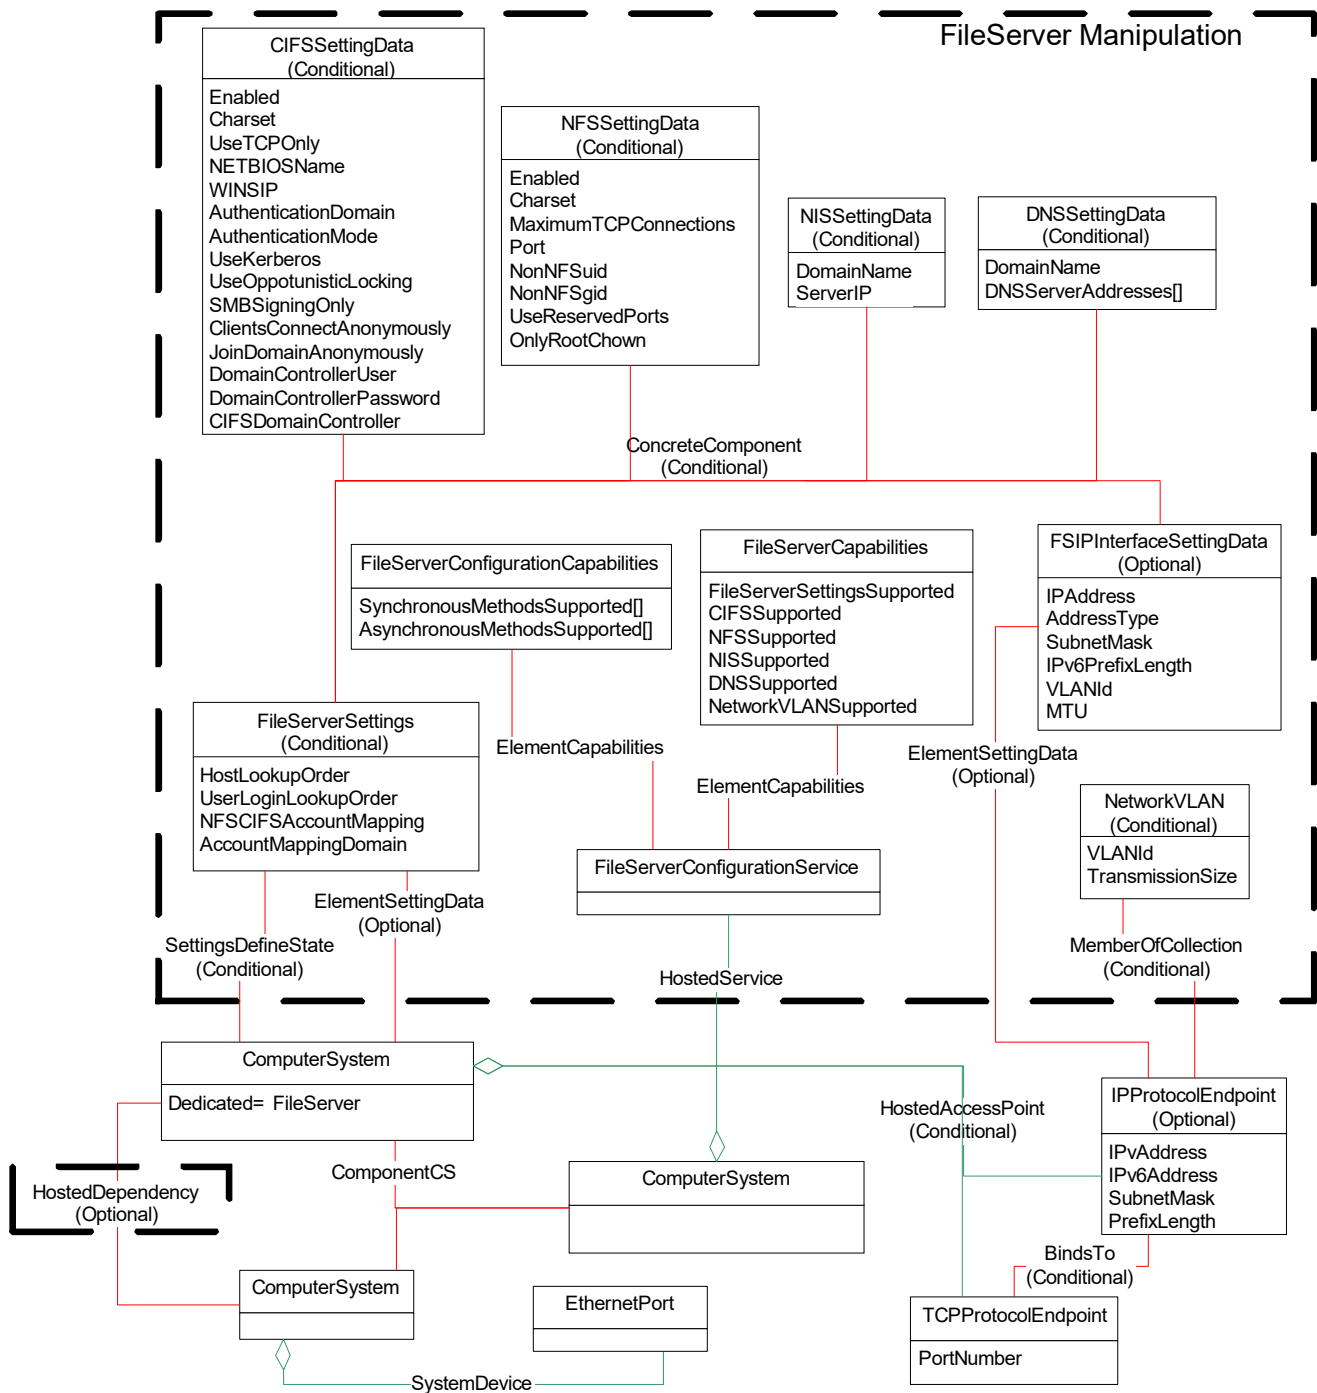 FileServer Manipulation
CIFSSettingData
(Conditional)
Enabled
Charset
UseTCPOnly
NETBIOSName
WINSIP
AuthenticationDomain
AuthenticationMode
UseKerberos
UseOppotunisticLocking
SMBSigningOnly
ClientsConnectAnonymously
JoinDomainAnonymously
DomainControllerUser
DomainControllerPassword
CIFSDomainController
NFSSettingData
(Conditional)
Enabled
Charset
MaximumTCPConnections
Port
NonNFSuid
NonNFSgid
UseReservedPorts
OnlyRootChown
NISSettingData
(Conditional)
DomainName
ServerIP
DNSSettingData
(Conditional)
DomainName
DNSServerAddresses[]
ConcreteComponent
(Conditional)
FileServerConfigurationCapabilities
SynchronousMethodsSupported[]
AsynchronousMethodsSupported[]
FileServerCapabilities
FileServerSettingsSupported
CIFSSupported
NFSSupported
NISSupported
DNSSupported
NetworkVLANSupported
FSIPInterfaceSettingData
(Optional)
IPAddress
AddressType
SubnetMask
IPv6PrefixLength
VLANId
MTU
FileServerSettings
(Conditional)
HostLookupOrder
UserLoginLookupOrder
NFSCIFSAccountMapping
AccountMappingDomain
ElementCapabilities
ElementCapabilities
ElementSettingData
(Optional)
NetworkVLAN
(Conditional)
VLANId
TransmissionSize
FileServerConfigurationService
ElementSettingData
(Optional)
SettingsDefineState
(Conditional)
MemberOfCollection
(Conditional)
HostedService
ComputerSystem
Dedicated= FileServer
HostedAccessPoint
(Conditional)
IPProtocolEndpoint
(Optional)
IPvAddress
IPv6Address
SubnetMask
PrefixLength
ComponentCS
ComputerSystem
HostedDependency
(Optional)
BindsTo
(Conditional)
ComputerSystem
EthernetPort
TCPProtocolEndpoint
PortNumber
SystemDevice